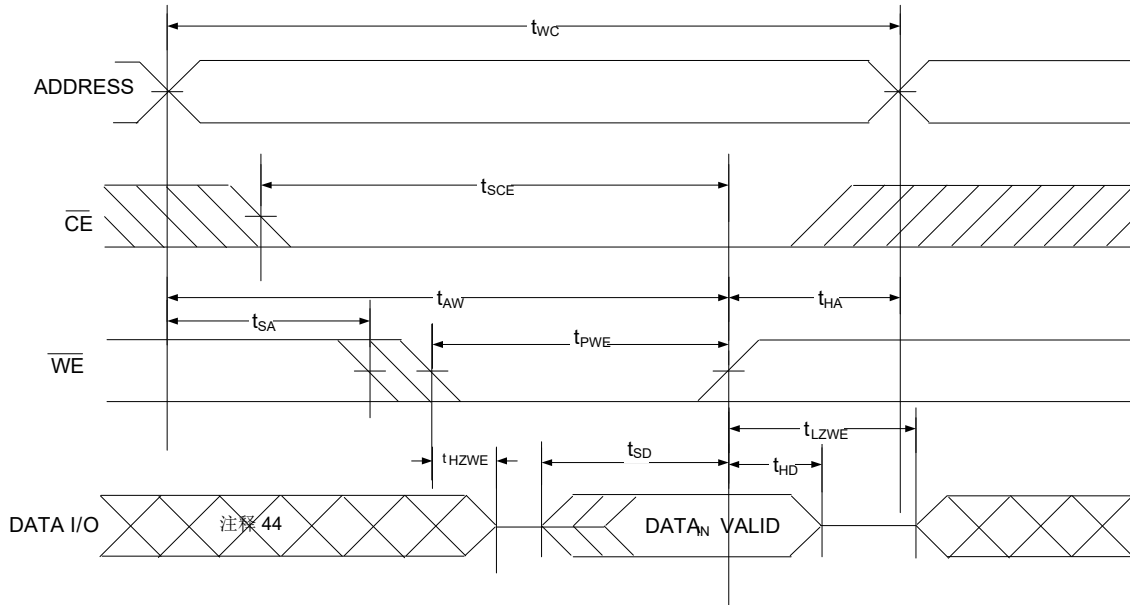 tWC
ADDRESS
tSCE
CE
tAW
tHA
tSA
tPWE
WE
tLZWE
tHZWE
tSD
tHD
DATA I/O
注释 44
DATAIN VALID